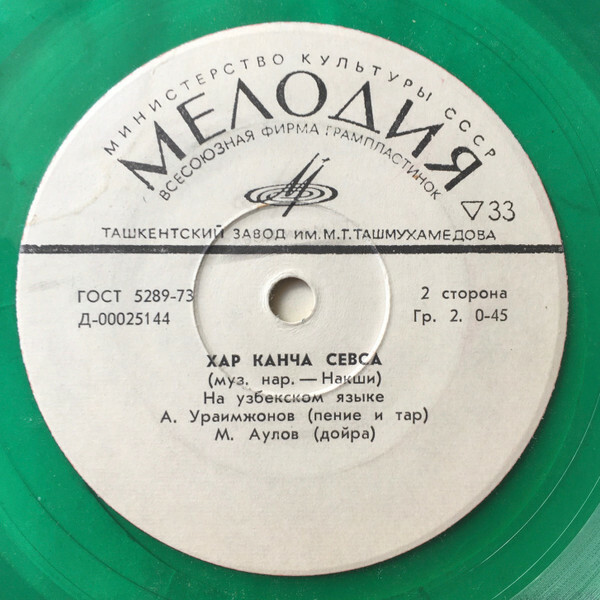 МИНИСТЕРСТВО КУЛЬТУРЫ СССР
МЕЛОДИЯ
ВСЕСОЮЗНАЯ ФИРМА ГРАМПЛАСТИНОК
▽33
ТАШКЕНТСКИЙ ЗАВОД ИМ.М.Т.ТАШМУХАМЕДОВА
ГОСТ 5289-73
Д-00025144
2 сторона
Гр. 2. 0-45
ХАР КАНЧА СЕВСА
(муз. нар. — Накши)
На узбекском языке
А. Ураимжонов (пение и тар)
М. Аулов (дойра)